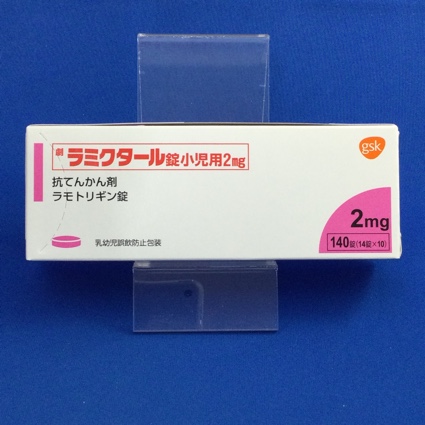 劇 ラミクタール錠小児用2mg
gsk
抗てんかん剤
ラモトリギン錠
2mg
140錠(14錠×10)
乳幼児誤飲防止包装